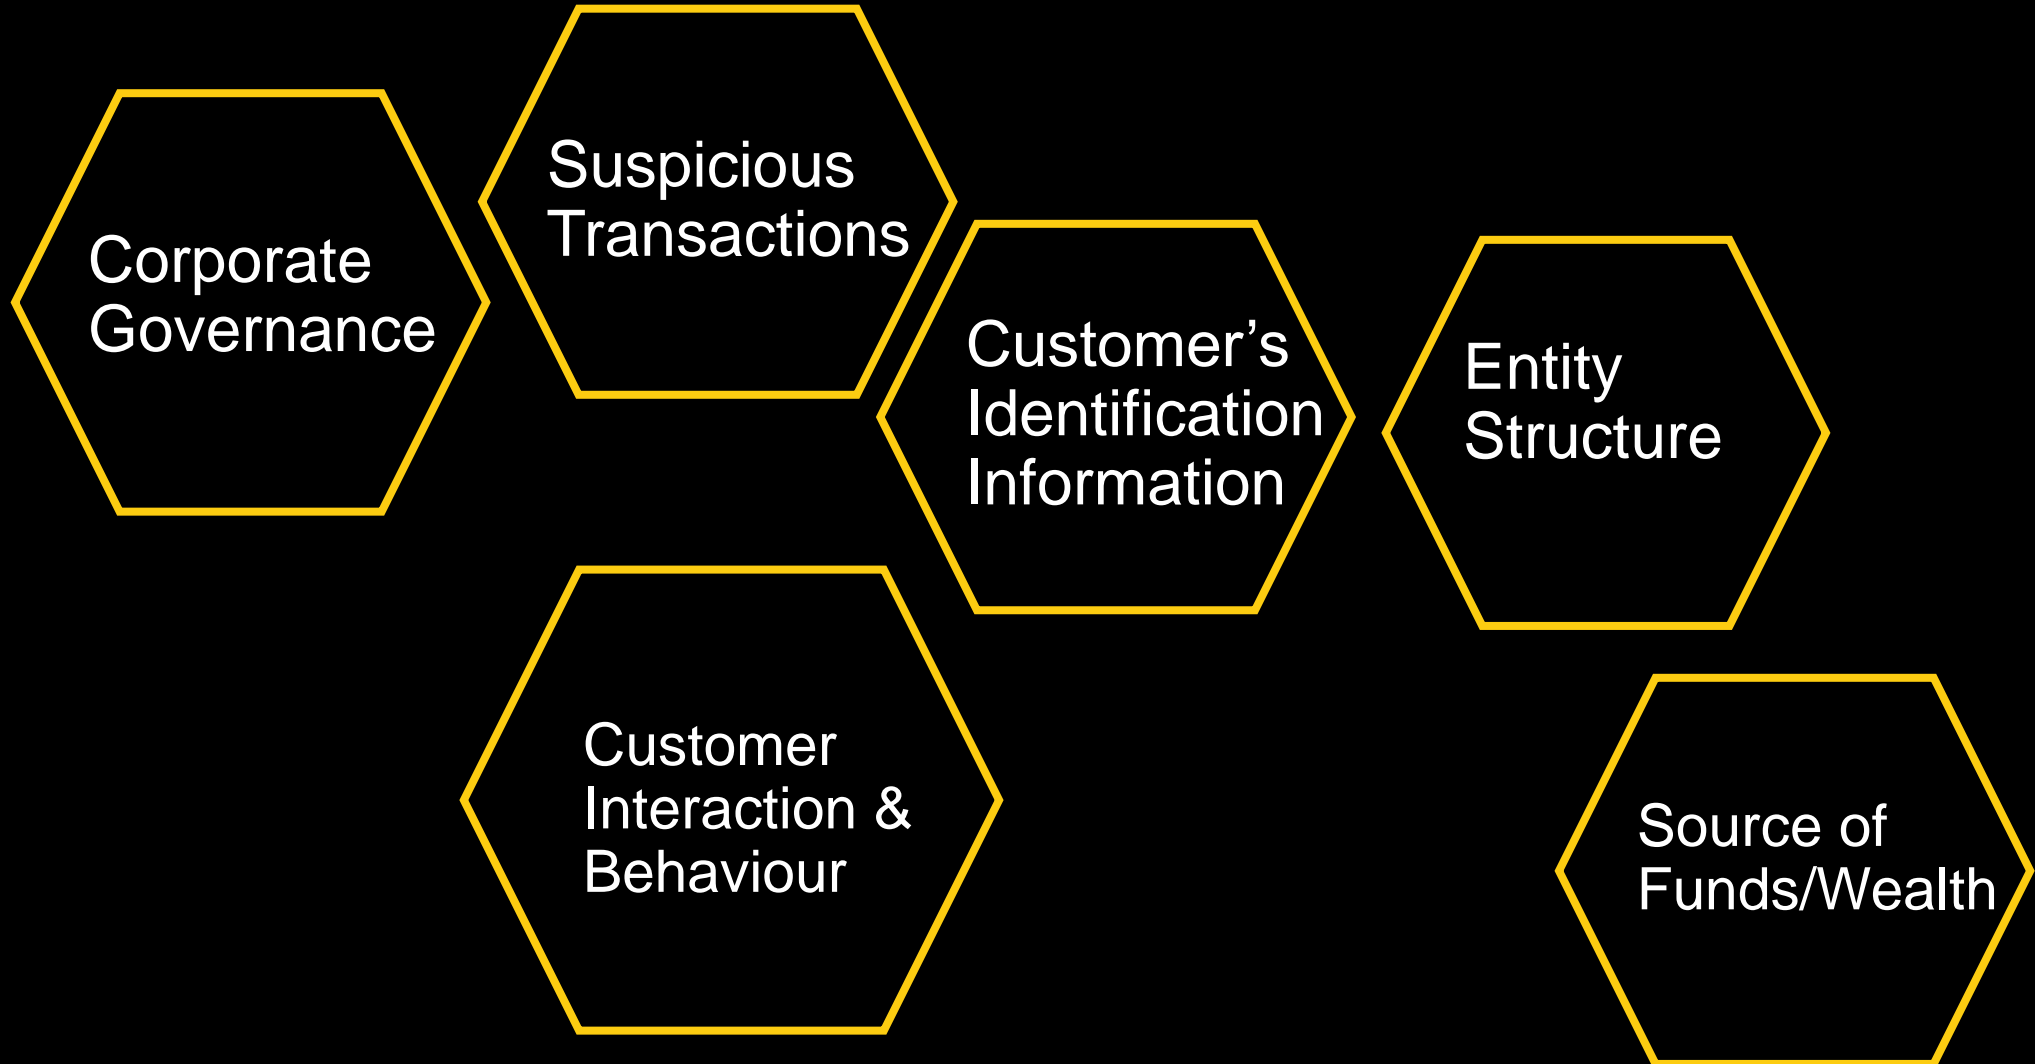 Corporate
Governance
Suspicious
Transactions
Customer’s
Identification
Information
Entity
Structure
Customer
Interaction &
Behaviour
Source of
Funds/Wealth